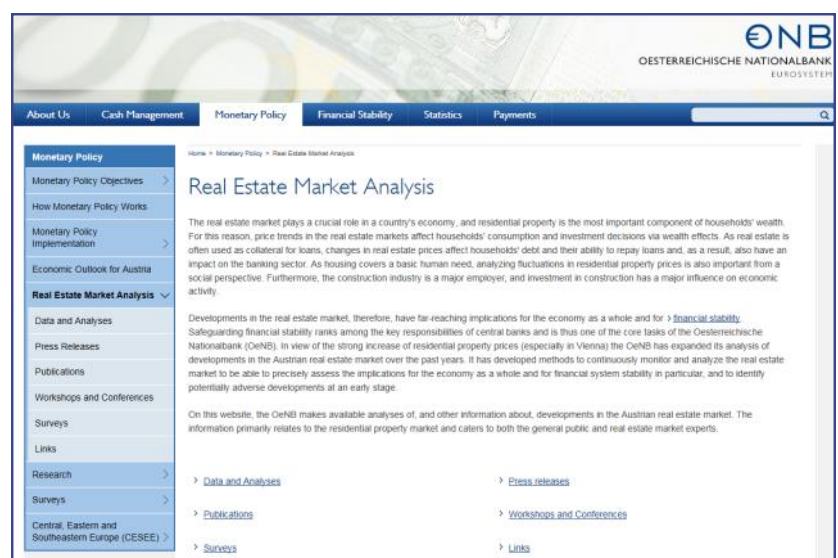 €NB
OESTERREICHISCHE NATIONALBANK
EUROSYSTEM
About Us Cash Management Monetary Policy Financial Stability Statistics Payments
Monetary Policy
Monetary Policy Objectives
How Monetary Policy Works
Monetary Policy
Implementation
Economic Outlook for Austria
Real Estate Market Analysis
Data and Analyses
Press Releases
Publications
Workshops and Conferences
Surveys
Links
Research
Surveys
Central, Eastern and
Southeastern Europe (CESEE)
Home > Monetary Policy > Real Estate Market Analysis
Real Estate Market Analysis
The real estate market plays a crucial role in a country's economy, and residential property is the most important component of households' wealth.
For this reason, price trends in the real estate markets affect households' consumption and investment decisions via wealth effects. As real estate is
often used as collateral for loans, changes in real estate prices affect households' debt and their ability to repay loans and, as a result, also have an
impact on the banking sector. As housing covers a basic human need, analyzing fluctuations in residential property prices is also important from a
social perspective. Furthermore, the construction industry is a major employer, and investment in construction has a major influence on economic
activity.
Developments in the real estate market, therefore, have far-reaching implications for the economy as a whole and for > financial stability.
Safeguarding financial stability ranks among the key responsibilities of central banks and is thus one of the core tasks of the Oesterreichische
Nationalbank (OeNB). In view of the strong increase of residential property prices (especially in Vienna) the OeNB has expanded its analysis of
developments in the Austrian real estate market over the past years. It has developed methods to continuously monitor and analyze the real estate
market to be able to precisely assess the implications for the economy as a whole and for financial system stability in particular, and to identify
potentially adverse developments at an early stage.
On this website, the OeNB makes available analyses of, and other information about, developments in the Austrian real estate market. The
information primarily relates to the residential property market and caters to both the general public and real estate market experts.
> Data and Analyses > Press releases
> Publications > Workshops and Conferences
> Surveys > Links